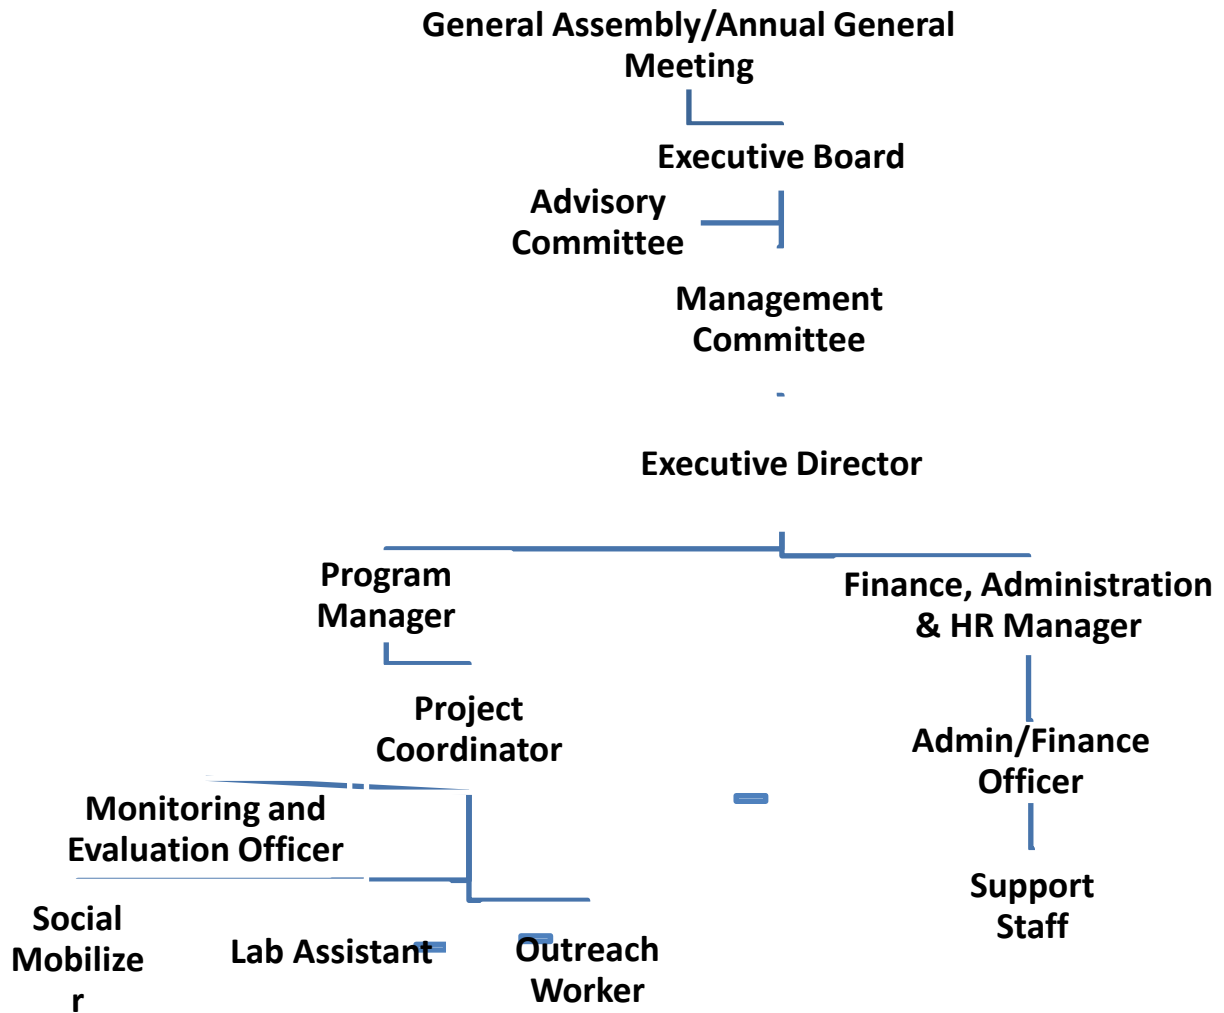 General Assembly/Annual General
Meeting
Executive Board
Advisory
Committee
Management
Committee
Executive Director
Program
Manager
Finance, Administration
& HR Manager
Project
Coordinator
Admin/Finance
Officer
Monitoring and
Evaluation Officer
Support
Staff
Social
Mobilize
r
Lab Assistant
Outreach
Worker